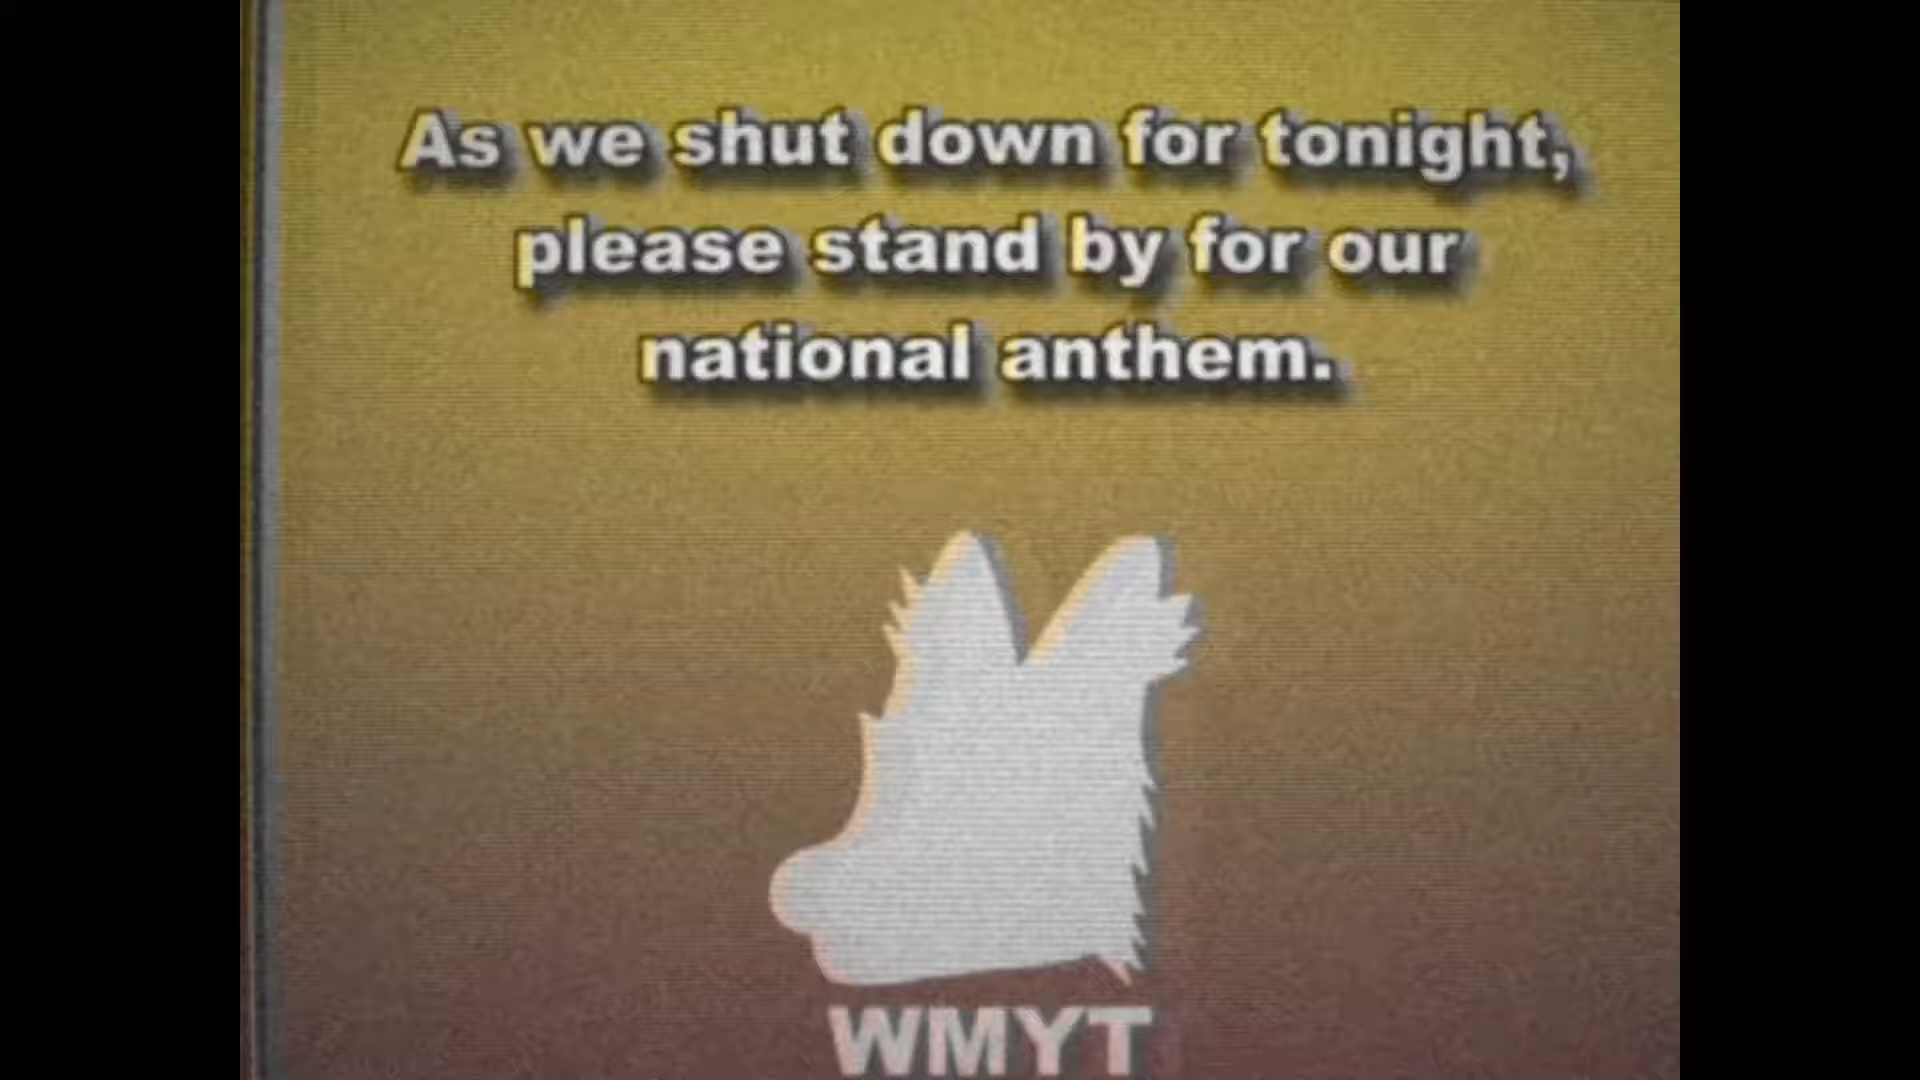 As we shut down for tonight,
please stand by for our
national anthem.
WMYT